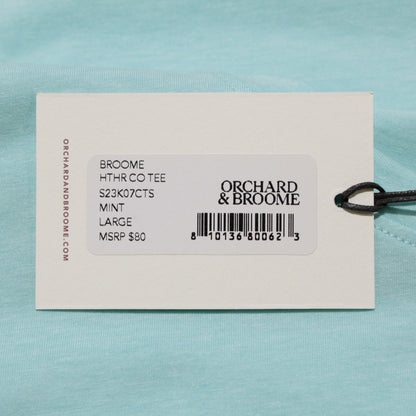 ORCHARDANDBROOME.COM
BROOME
HTHR CO TEE
S23K07CTS
MINT
LARGE
MSRP $80
ORCHARD
& BROOME
8 10136 80062 3